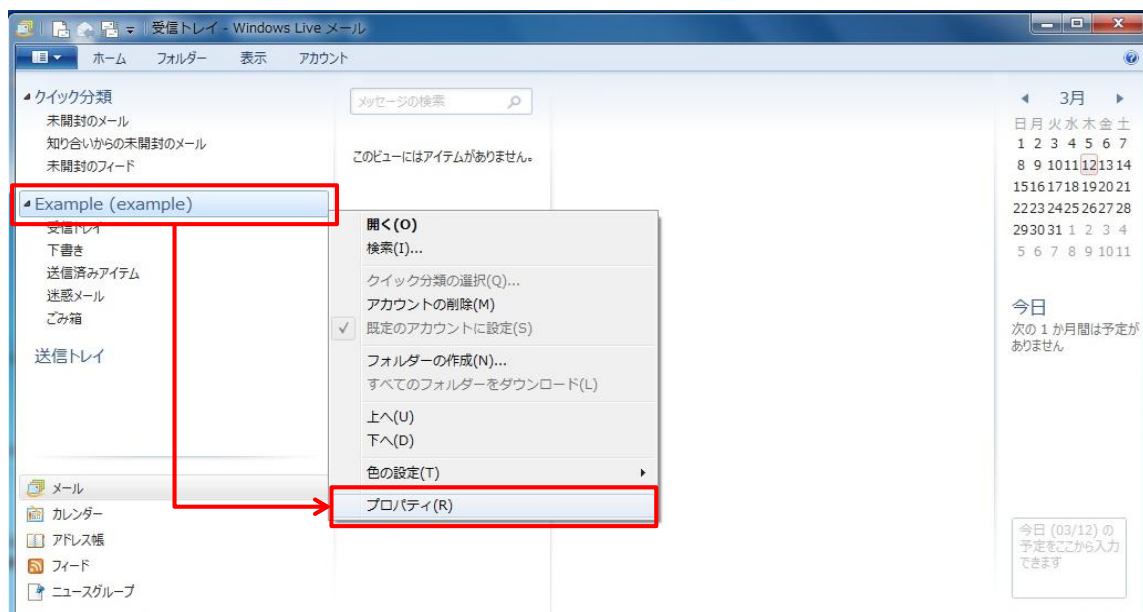 受信トレイ - Windows Live メール
ホーム フォルダー 表示 アカウント
クイック分類
未開封のメール
知り合いからの未開封のメール
未開封のフィード
Example (example)
受信トレイ
下書き
送信済みアイテム
迷惑メール
ごみ箱
送信トレイ
メール
カレンダー
アドレス帳
フィード
ニュースグループ
メッセージの検索
このビューにはアイテムがありません。
開く(O)
検索(I)...
クイック分類の選択(Q)...
アカウントの削除(M)
既定のアカウントに設定(S)
フォルダーの作成(N)...
すべてのフォルダーをダウンロード(L)
上へ(U)
下へ(D)
色の設定(T)
プロパティ(R)
3月
日 月 火 水 木 金 土
1 2 3 4 5 6 7
8 9 10 11 12 13 14
15 16 17 18 19 20 21
22 23 24 25 26 27 28
29 30 31 1 2 3 4
5 6 7 8 9 10 11
今日
次の 1 か月間は予定が
ありません
今日 (03/12) の
予定をここから入力
できます